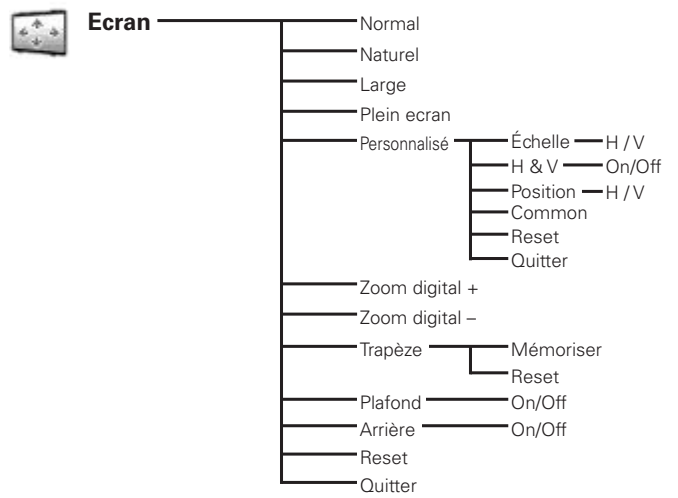 Ecran
Normal
Naturel
Large
Plein ecran
Personnalisé
Échelle H / V
H & V On/Off
Position H / V
Common
Reset
Quitter
Zoom digital +
Zoom digital –
Trapèze Mémoriser
Reset
Plafond On/Off
Arrière On/Off
Reset
Quitter